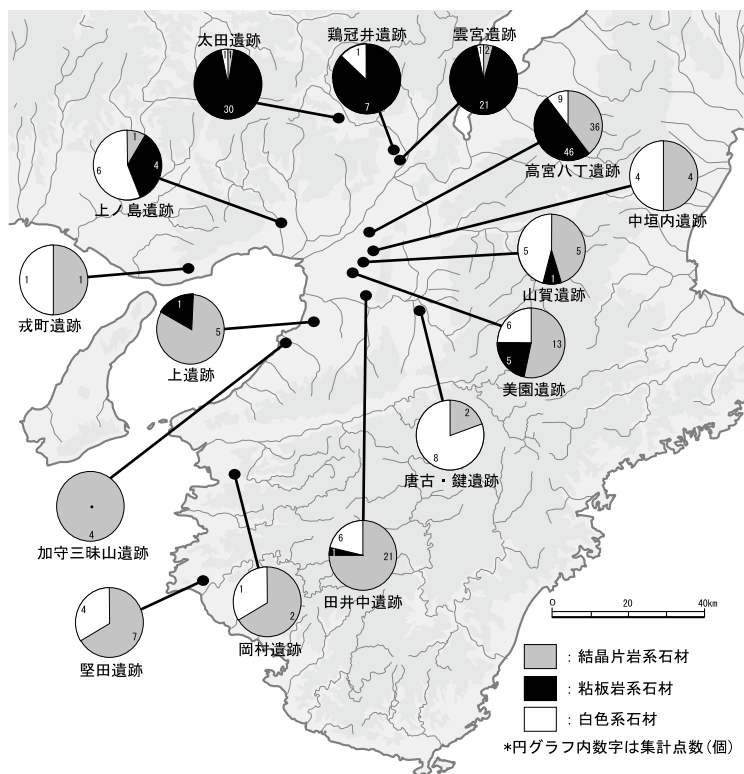 太田遺跡
1 1
30
鶏冠井遺跡
1
7
雲宮遺跡
1 2
21
9
36
46
高宮八丁遺跡
4
4
中垣内遺跡
1
4
6
上ノ島遺跡
5
5
1
山賀遺跡
1
1
戎町遺跡
1
5
上遺跡
6
13
5
美園遺跡
2
8
唐古・鍵遺跡
4
加守三昧山遺跡
6
21
田井中遺跡
1
2
岡村遺跡
4
7
堅田遺跡
0 20 40km
:結晶片岩系石材
:粘板岩系石材
:白色系石材
*円グラフ内数字は集計点数(個)